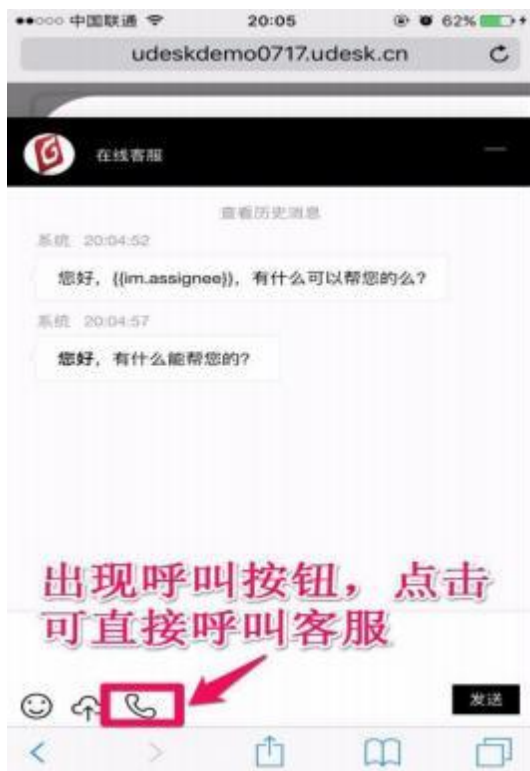 中国联通 20:05 62%
udeskdemo0717.udesk.cn
在线客服
查看历史消息
系统 20:04:52
您好，{{im.assignee}}，有什么可以帮您的么？
系统 20:04:57
您好，有什么能帮您的？
出现呼叫按钮，点击
可直接呼叫客服
发送